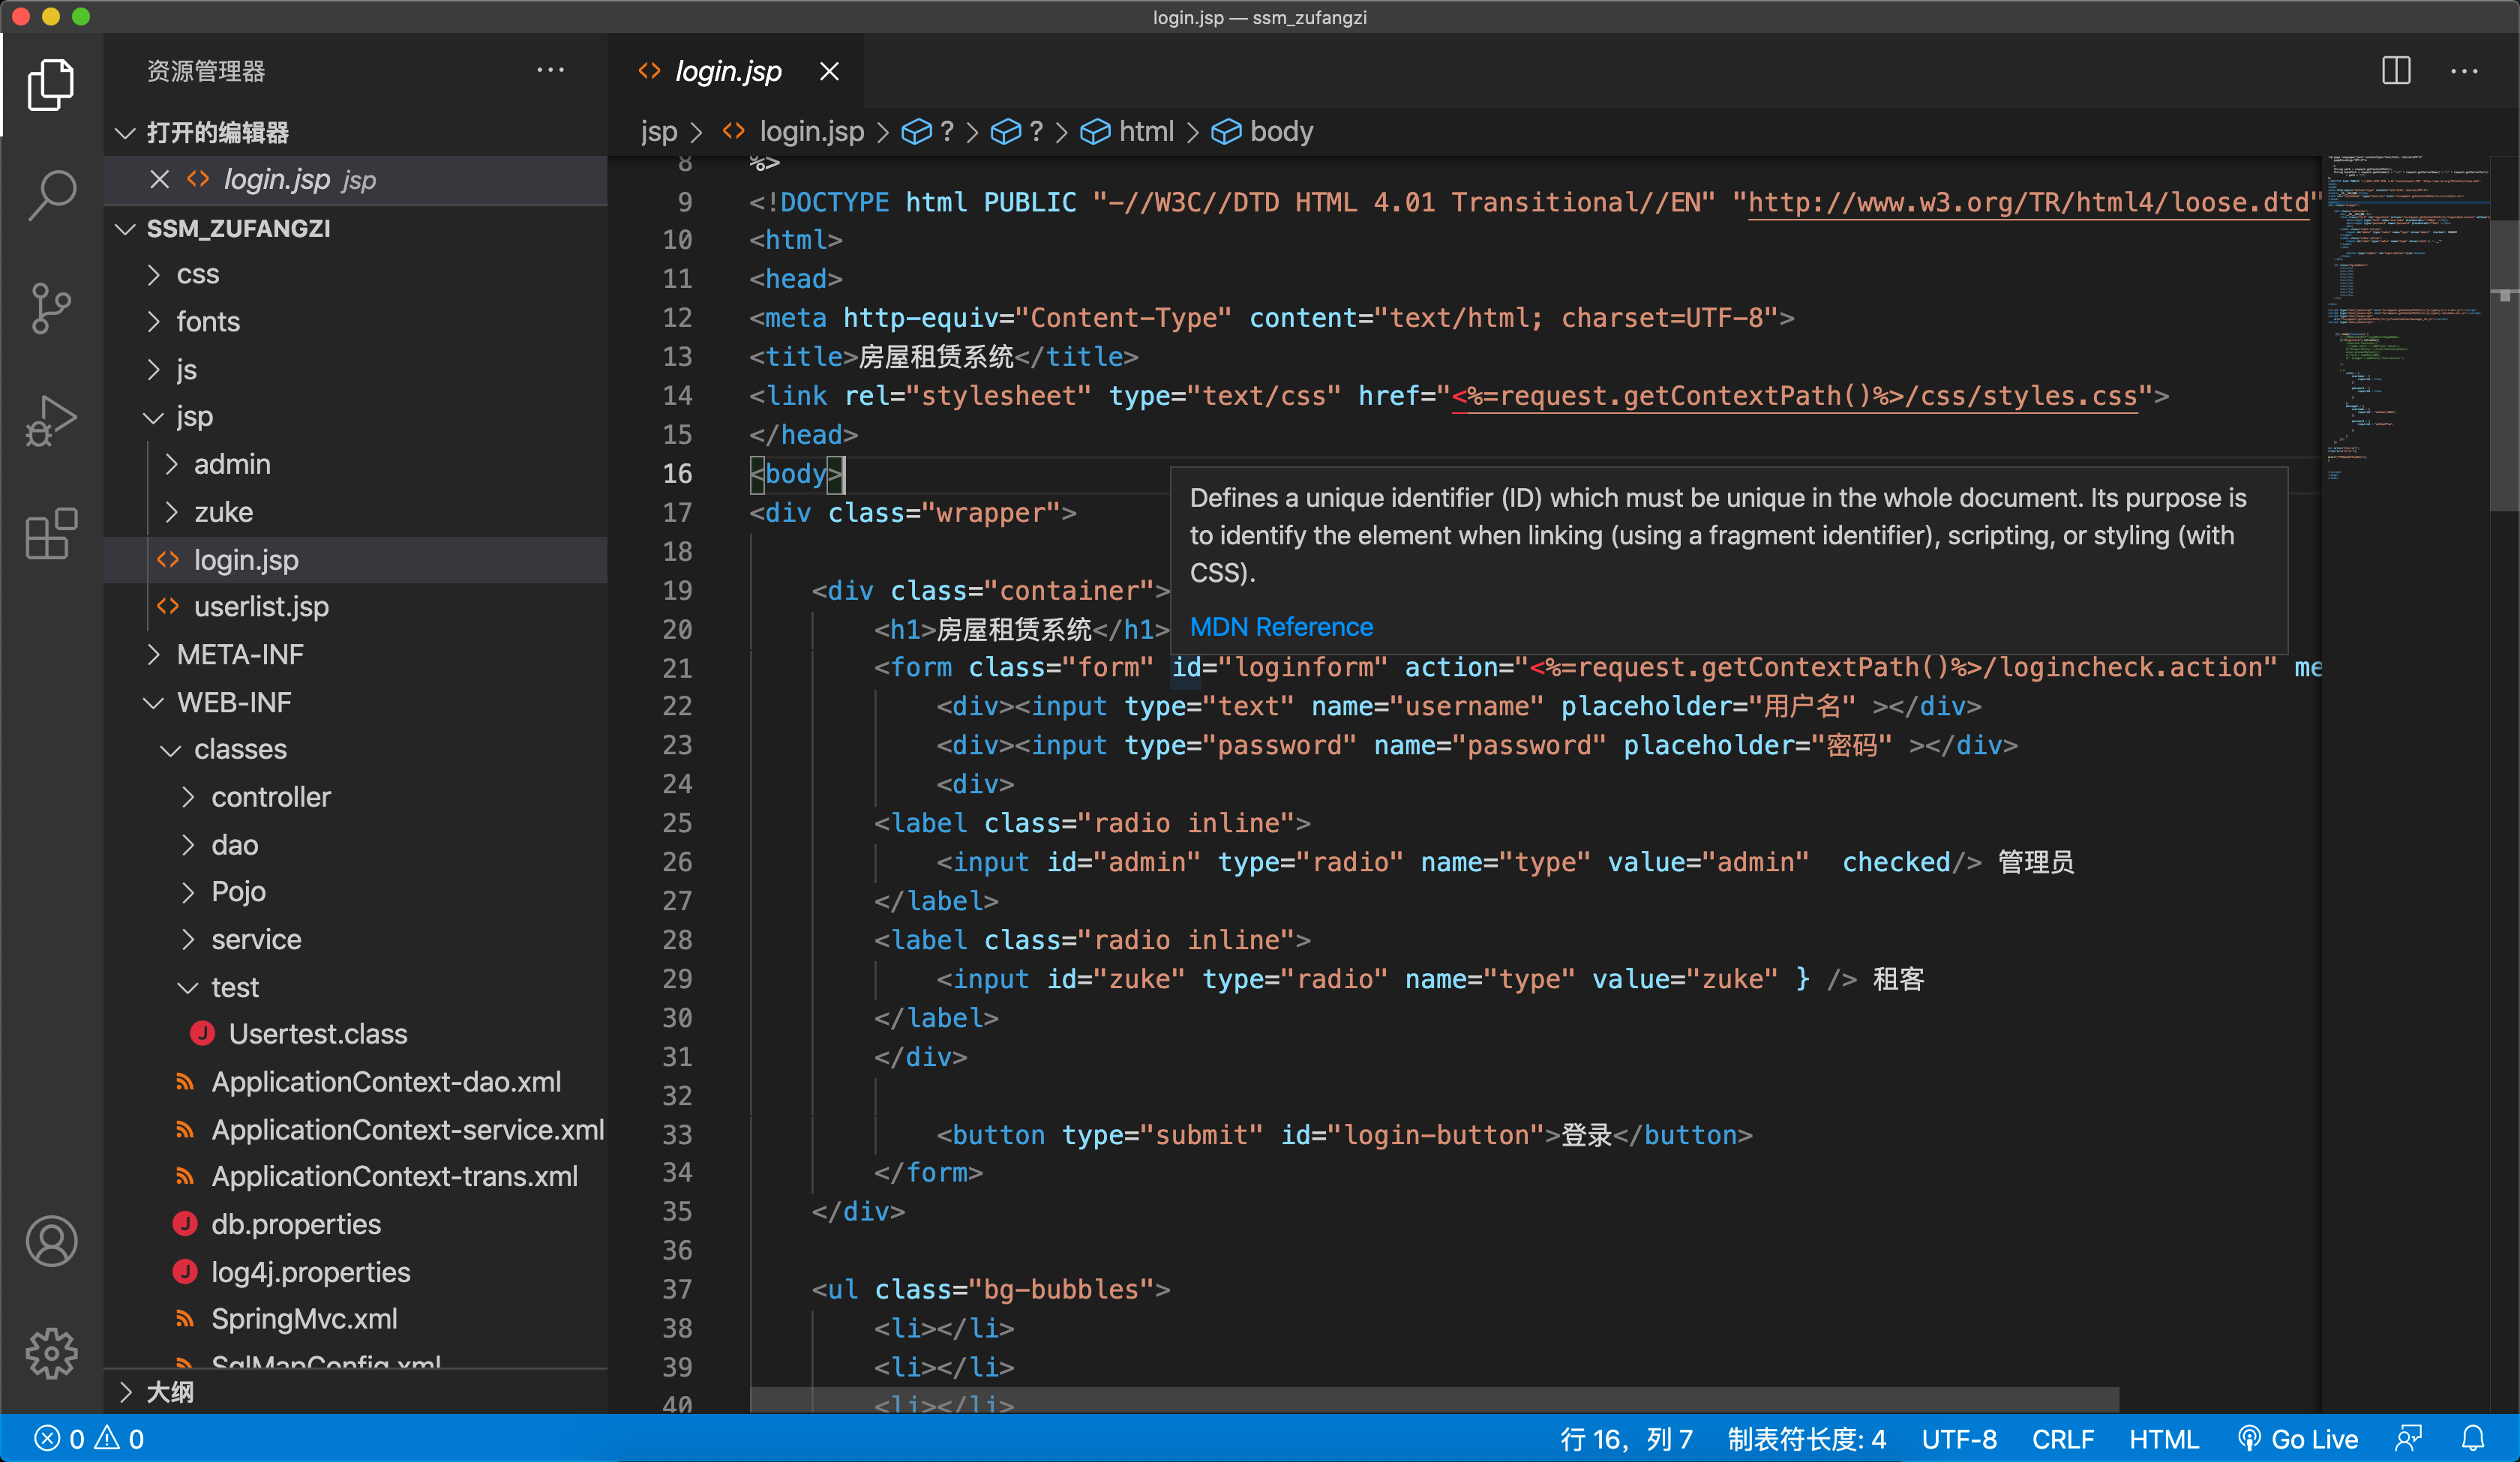 login.jsp — ssm_zufangzi
资源管理器
打开的编辑器
login.jsp jsp
SSM_ZUFANGZI
css
fonts
js
jsp
admin
zuke
login.jsp
userlist.jsp
META-INF
WEB-INF
classes
controller
dao
Pojo
service
test
Usertest.class
ApplicationContext-dao.xml
ApplicationContext-service.xml
ApplicationContext-trans.xml
db.properties
log4j.properties
SpringMvc.xml
SqlMapConfig.xml
大纲
login.jsp
jsp > login.jsp > ? > ? > html > body
8 %>
9 <!DOCTYPE html PUBLIC "-//W3C//DTD HTML 4.01 Transitional//EN" "http://www.w3.org/TR/html4/loose.dtd"
10 <html>
11 <head>
12 <meta http-equiv="Content-Type" content="text/html; charset=UTF-8">
13 <title>房屋租赁系统</title>
14 <link rel="stylesheet" type="text/css" href="<%=request.getContextPath()%>/css/styles.css">
15 </head>
16 <body>
17 <div class="wrapper">
18
19 <div class="container">
20 <h1>房屋租赁系统</h1>
21 <form class="form" id="loginform" action="<%=request.getContextPath()%>/logincheck.action" me
22 <div><input type="text" name="username" placeholder="用户名" ></div>
23 <div><input type="password" name="password" placeholder="密码" ></div>
24 <div>
25 <label class="radio inline">
26 <input id="admin" type="radio" name="type" value="admin"  checked/> 管理员
27 </label>
28 <label class="radio inline">
29 <input id="zuke" type="radio" name="type" value="zuke" } /> 租客
30 </label>
31 </div>
32
33 <button type="submit" id="login-button">登录</button>
34 </form>
35 </div>
36
37 <ul class="bg-bubbles">
38 <li></li>
39 <li></li>
40 <li></li>
Defines a unique identifier (ID) which must be unique in the whole document. Its purpose is
to identify the element when linking (using a fragment identifier), scripting, or styling (with
CSS).
MDN Reference
0 0
行 16，列 7 制表符长度: 4 UTF-8 CRLF HTML Go Live